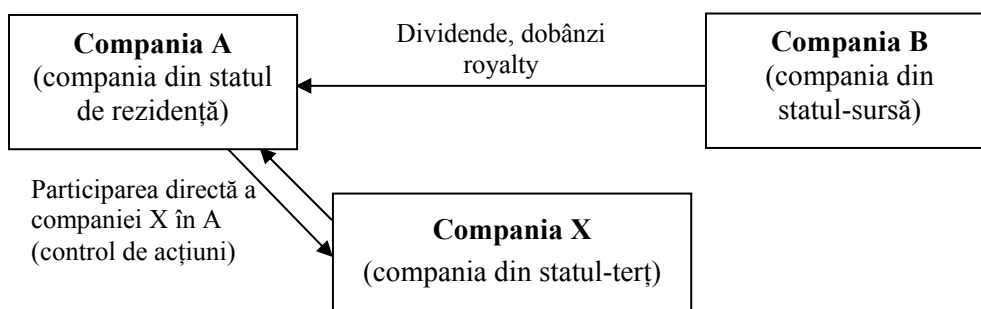 Compania A
(compania din statul
de rezidență)
Dividende, dobânzi
royalty
Compania B
(compania din
statul-sursă)
Participarea directă a
companiei X în A
(control de acțiuni)
Compania X
(compania din statul-terț)